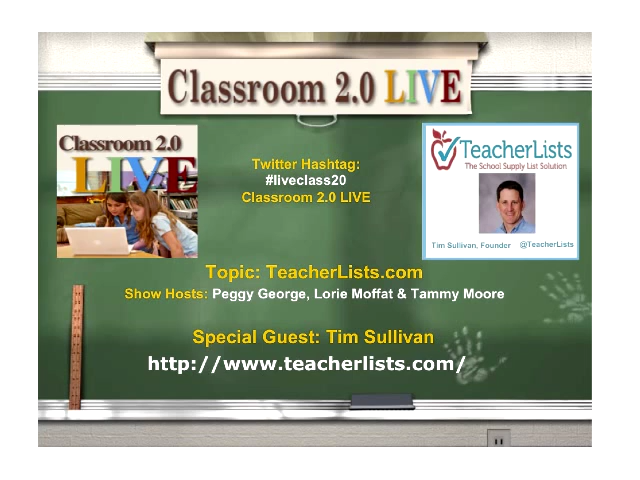 Classroom 2.0 LIVE
Classroom 2.0
LIVE
Twitter Hashtag:
#liveclass20
Classroom 2.0 LIVE
TeacherLists
The School Supply List Solution
Tim Sullivan, Founder @TeacherLists
Topic: TeacherLists.com
Show Hosts: Peggy George, Lorie Moffat & Tammy Moore
Special Guest: Tim Sullivan
http://www.teacherlists.com/